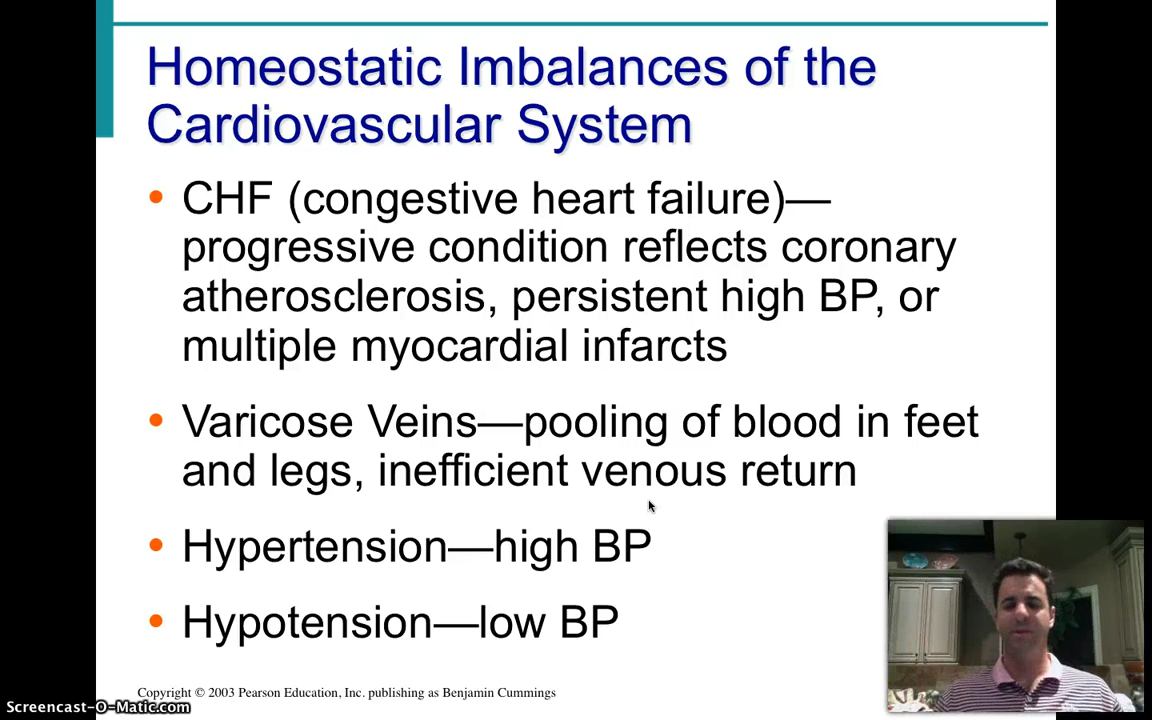 Homeostatic Imbalances of the
Cardiovascular System
• CHF (congestive heart failure)—
progressive condition reflects coronary
atherosclerosis, persistent high BP, or
multiple myocardial infarcts
• Varicose Veins—pooling of blood in feet
and legs, inefficient venous return
• Hypertension—high BP
• Hypotension—low BP
Copyright © 2003 Pearson Education, Inc. publishing as Benjamin Cummings
Screencast-O-Matic.com